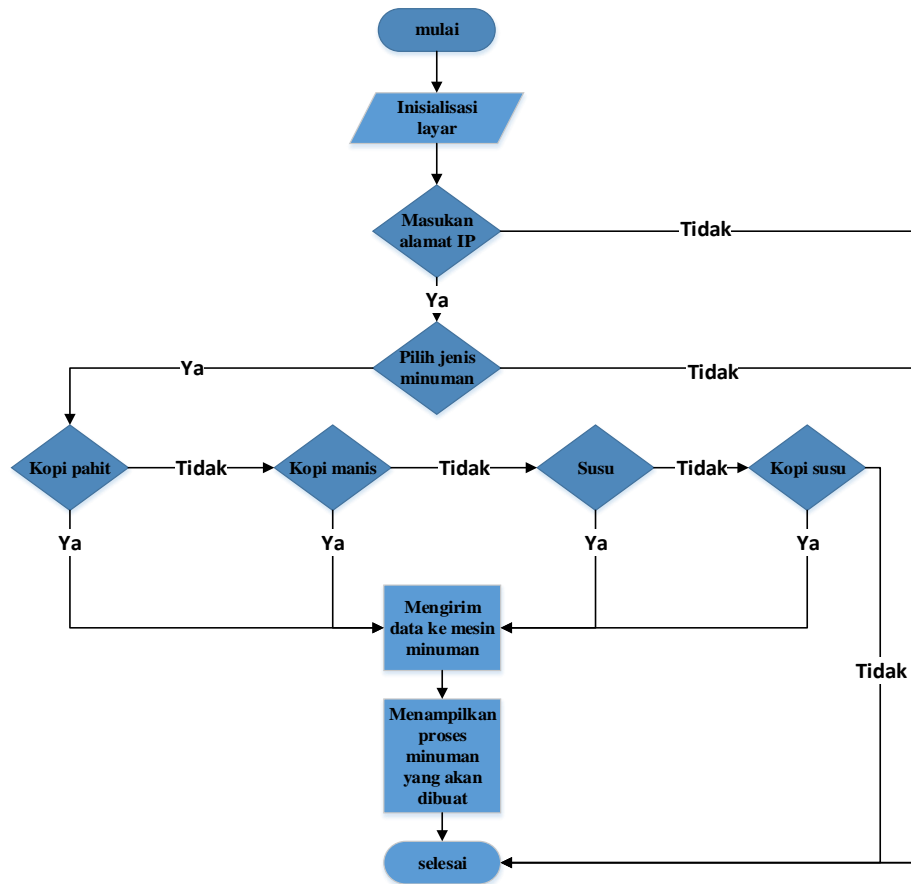 mulai
Inisialisasi
layar
Masukan
alamat IP
Tidak
Ya
Pilih jenis
minuman
Ya
Tidak
Kopi pahit
Tidak
Kopi manis
Tidak
Susu
Tidak
Kopi susu
Ya
Ya
Ya
Ya
Mengirim
data ke mesin
minuman
Tidak
Menampilkan
proses
minuman
yang akan
dibuat
selesai